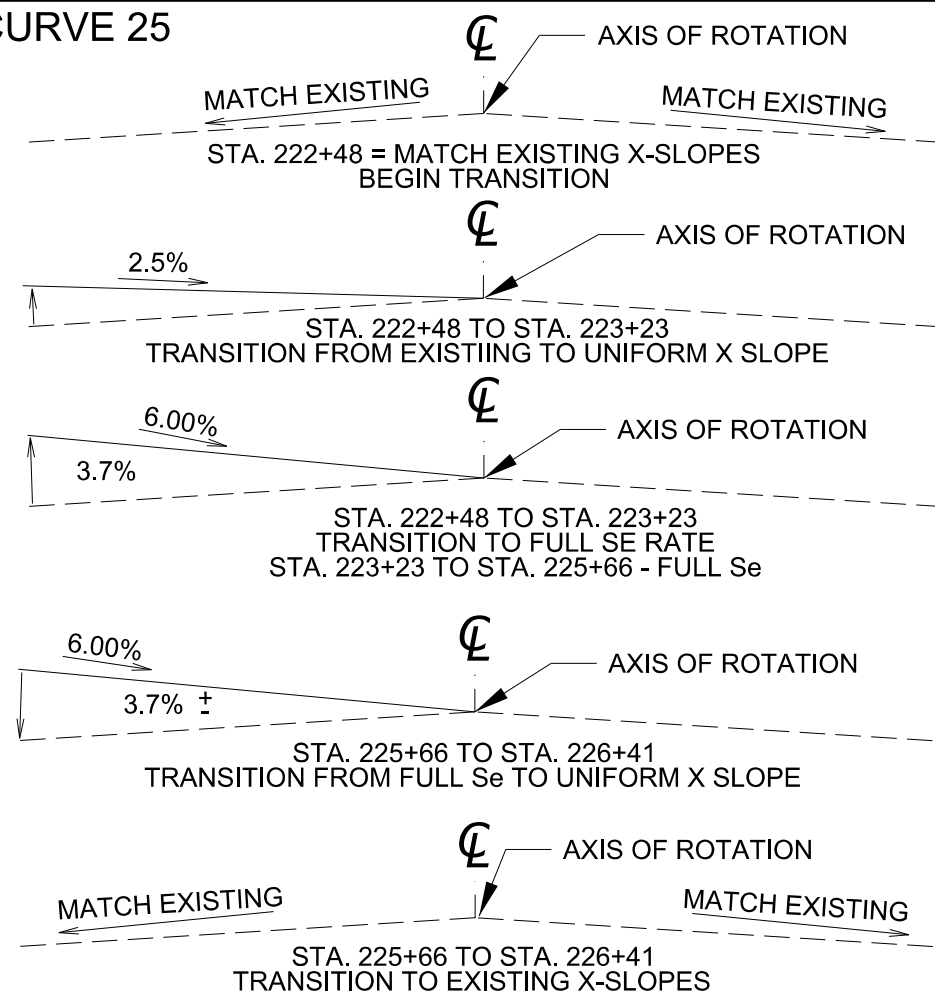 CURVE 25
℄
AXIS OF ROTATION
MATCH EXISTING
MATCH EXISTING
STA. 222+48 = MATCH EXISTING X-SLOPES
BEGIN TRANSITION
℄
AXIS OF ROTATION
2.5%
STA. 222+48 TO STA. 223+23
TRANSITION FROM EXISTIING TO UNIFORM X SLOPE
℄
6.00%
AXIS OF ROTATION
3.7%
STA. 222+48 TO STA. 223+23
TRANSITION TO FULL SE RATE
STA. 223+23 TO STA. 225+66 - FULL Se
℄
6.00%
AXIS OF ROTATION
3.7% ±
STA. 225+66 TO STA. 226+41
TRANSITION FROM FULL Se TO UNIFORM X SLOPE
℄
AXIS OF ROTATION
MATCH EXISTING
MATCH EXISTING
STA. 225+66 TO STA. 226+41
TRANSITION TO EXISTING X-SLOPES